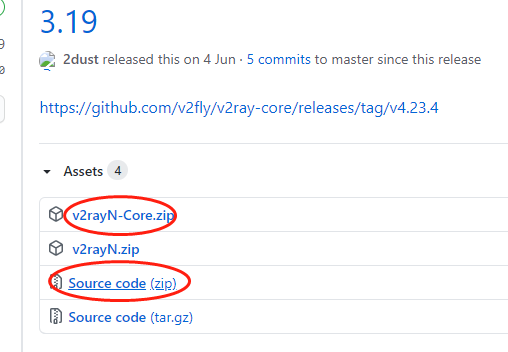 3.19
2dust released this on 4 Jun · 5 commits to master since this release
https://github.com/v2fly/v2ray-core/releases/tag/v4.23.4
Assets 4
v2rayN-Core.zip
v2rayN.zip
Source code (zip)
Source code (tar.gz)